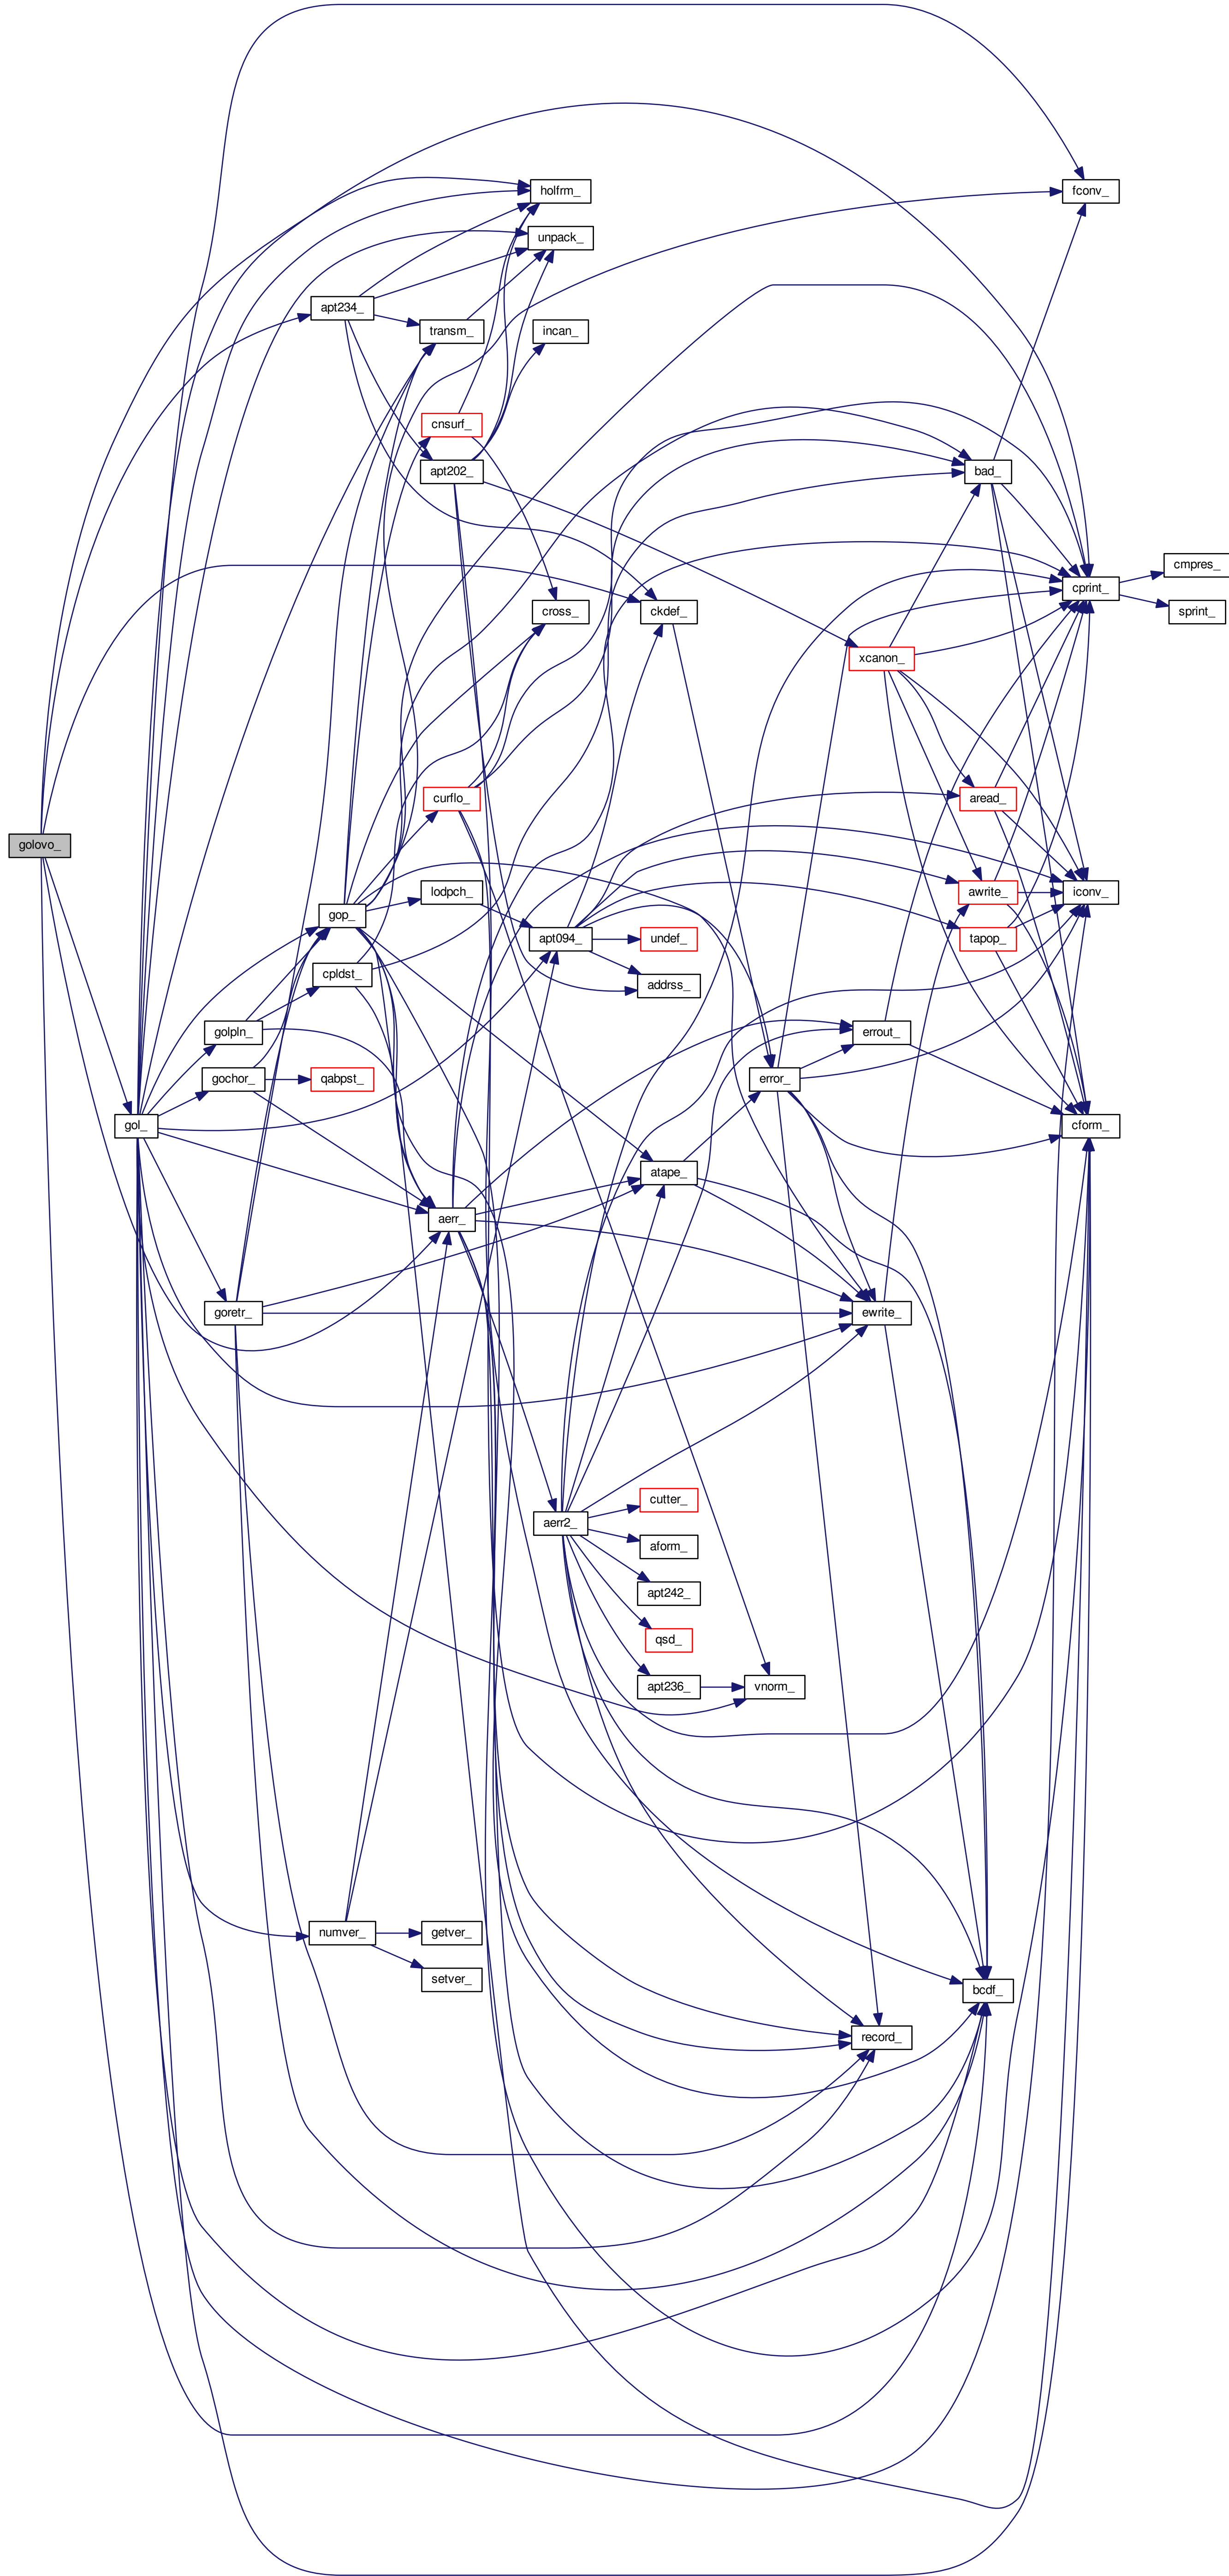 holfrm_
fconv_
unpack_
apt234_
transm_
incan_
cnsurf_
apt202_
bad_
cmpres_
cprint_
cross_
ckdef_
sprint_
xcanon_
curflo_
aread_
golovo_
lodpch_
awrite_
iconv_
gop_
apt094_
undef_
tapop_
cpldst_
addrss_
golpln_
errout_
gochor_
qabpst_
error_
gol_
cform_
atape_
aerr_
goretr_
ewrite_
cutter_
aerr2_
aform_
apt242_
qsd_
apt236_
vnorm_
numver_
getver_
setver_
bcdf_
record_